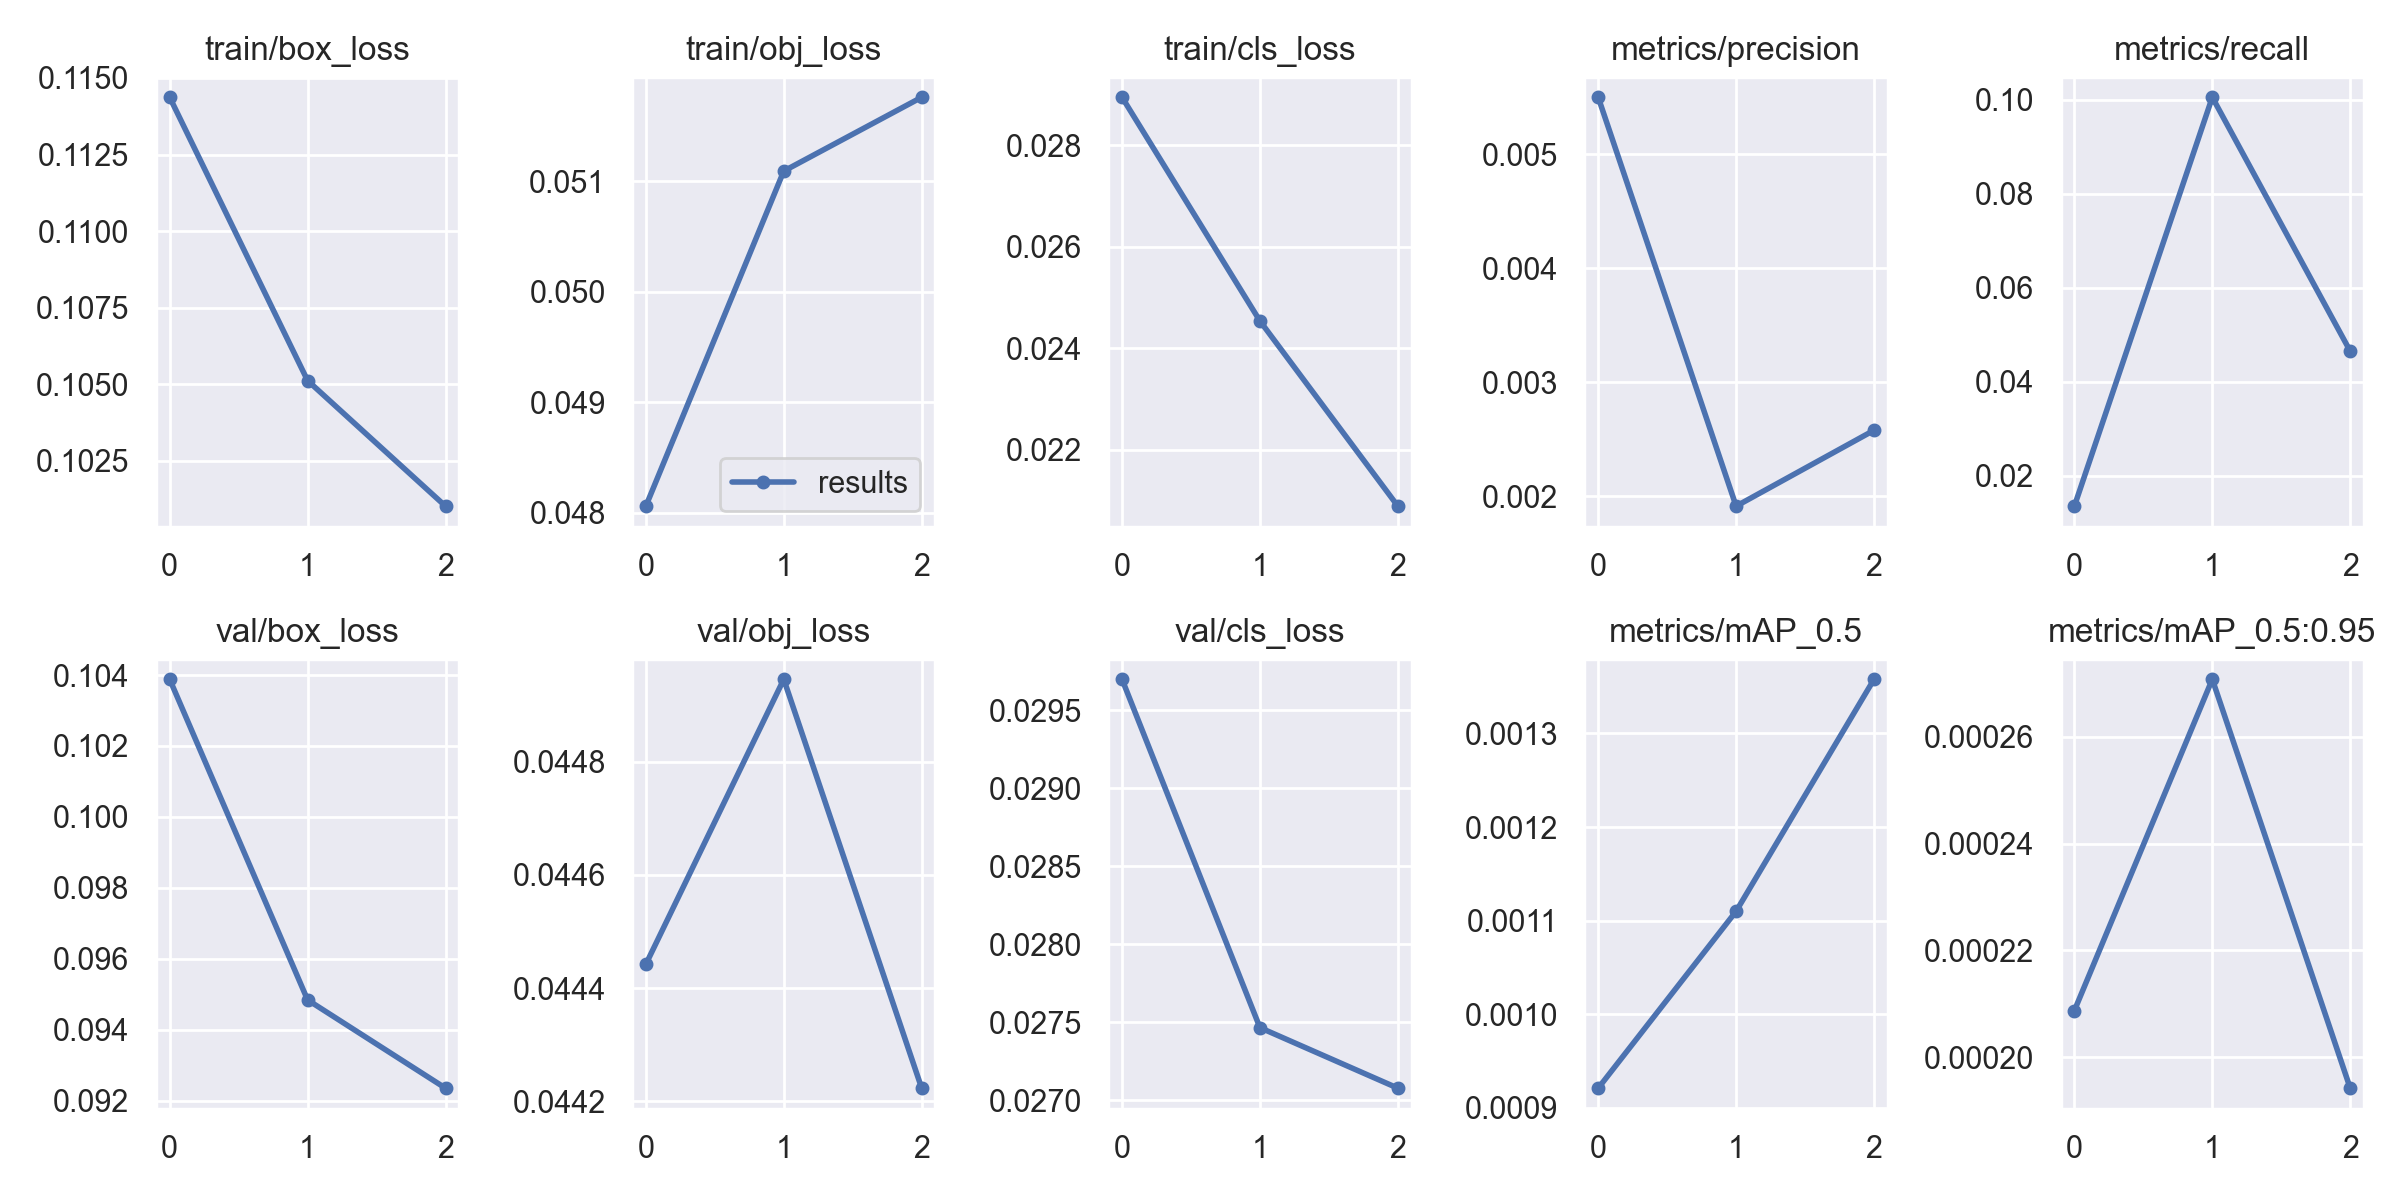 train/box_loss
0.1150
0.1125
0.1100
0.1075
0.1050
0.1025
0 1 2
train/obj_loss
0.051
0.050
0.049
0.048
results
0 1 2
train/cls_loss
0.028
0.026
0.024
0.022
0 1 2
metrics/precision
0.005
0.004
0.003
0.002
0 1 2
metrics/recall
0.10
0.08
0.06
0.04
0.02
0 1 2
val/box_loss
0.104
0.102
0.100
0.098
0.096
0.094
0.092
0 1 2
val/obj_loss
0.0448
0.0446
0.0444
0.0442
0 1 2
val/cls_loss
0.0295
0.0290
0.0285
0.0280
0.0275
0.0270
0 1 2
metrics/mAP_0.5
0.0013
0.0012
0.0011
0.0010
0.0009
0 1 2
metrics/mAP_0.5:0.95
0.00026
0.00024
0.00022
0.00020
0 1 2